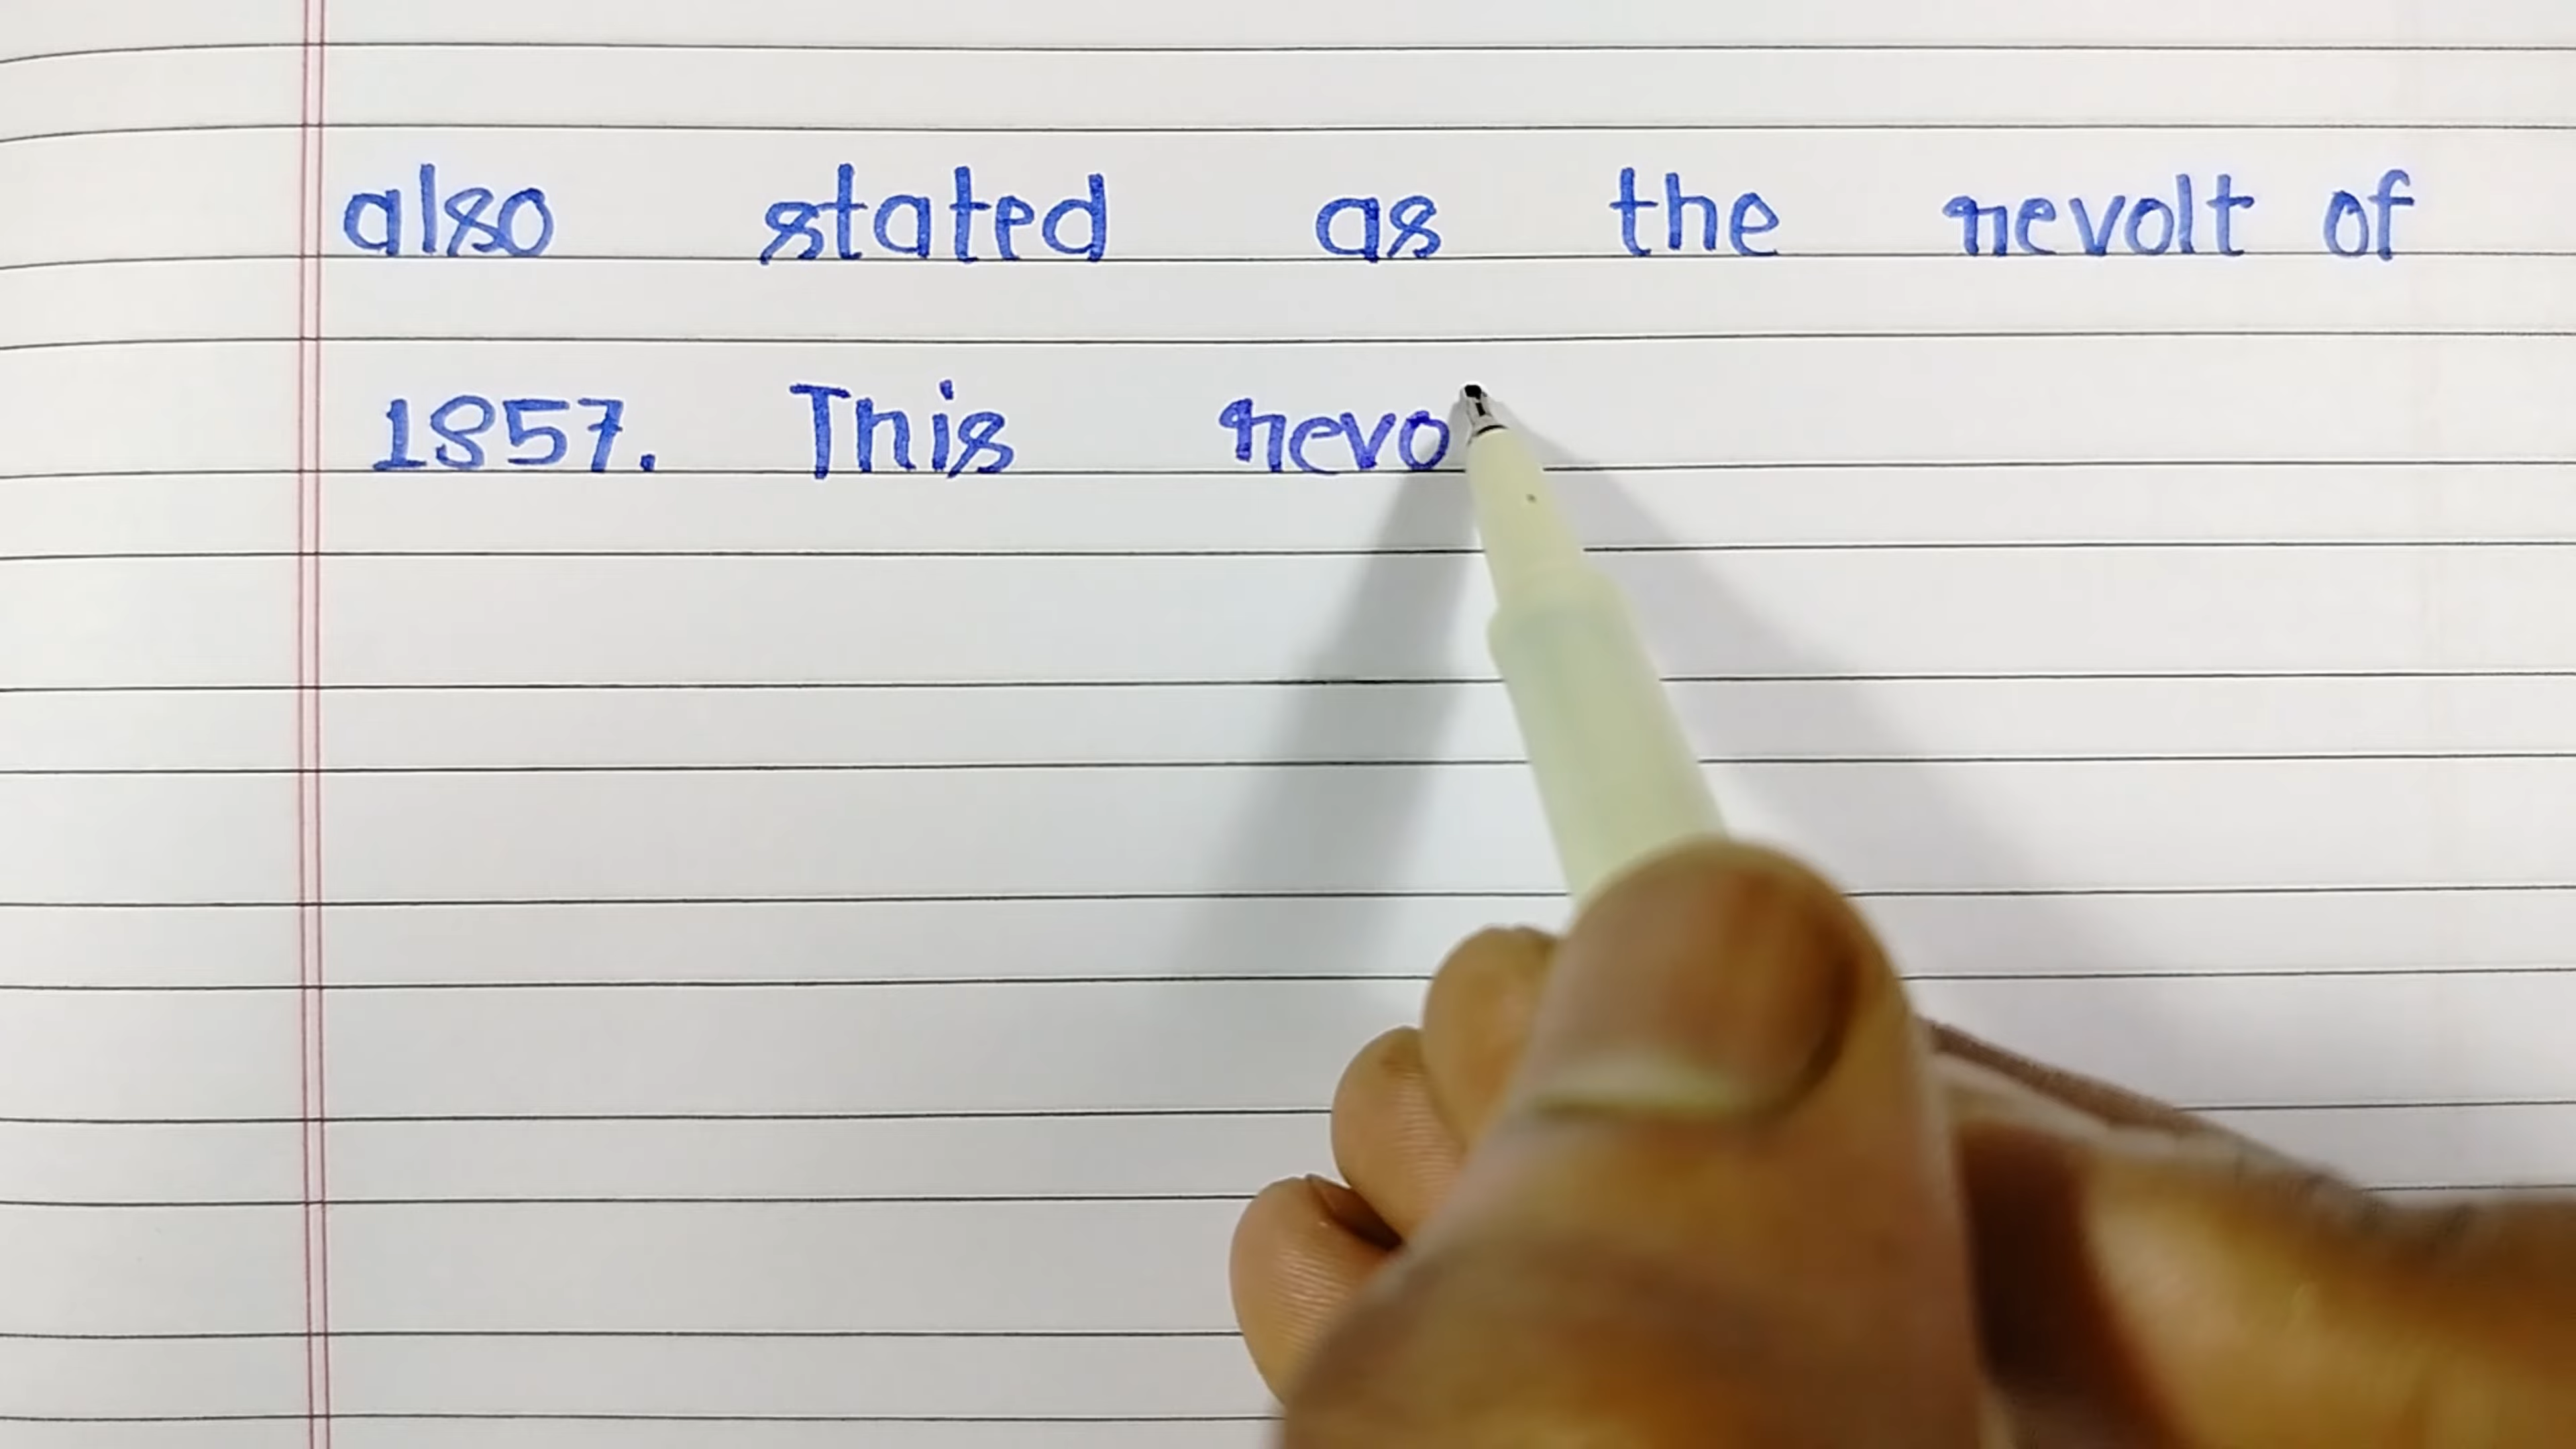 also stated as the revolt of
1857. This revo